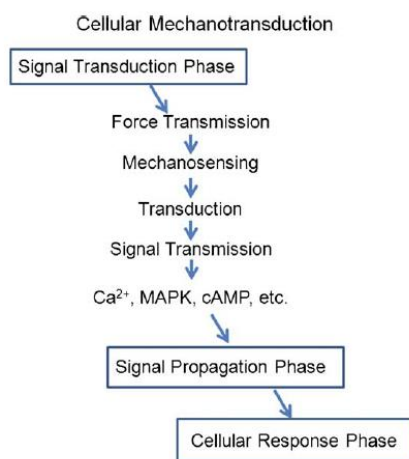 Cellular Mechanotransduction
Signal Transduction Phase
Force Transmission
Mechanosensing
Transduction
Signal Transmission
Ca²⁺, MAPK, cAMP, etc.
Signal Propagation Phase
Cellular Response Phase